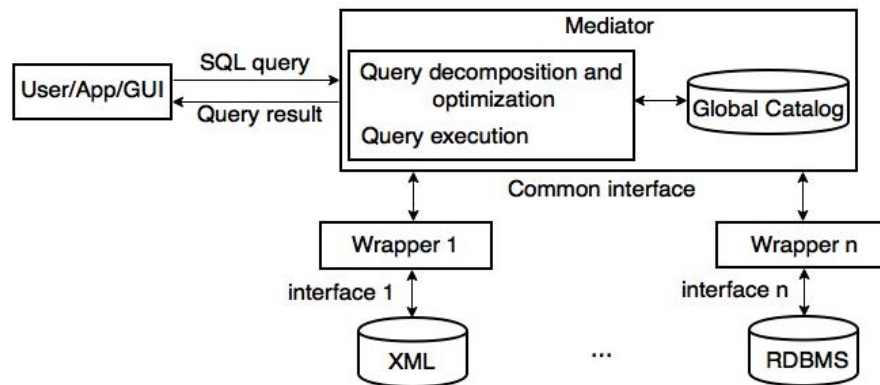 Mediator
SQL query
User/App/GUI
Query result
Query decomposition and
optimization
Query execution
Global Catalog
Common interface
Wrapper 1
Wrapper n
interface 1
interface n
XML
...
RDBMS